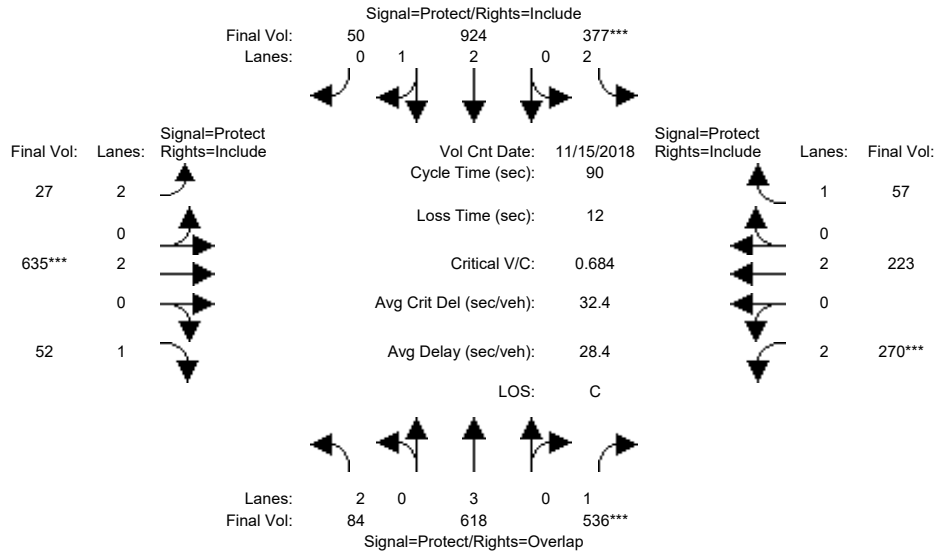 Signal=Protect/Rights=Include
Final Vol: 50 924 377***
Lanes: 0 1 2 0 2
Signal=Protect Signal=Protect
Final Vol: Lanes: Rights=Include Vol Cnt Date: 11/15/2018 Rights=Include Lanes: Final Vol:
Cycle Time (sec): 90
27 2 1 57
Loss Time (sec): 12
0 0
635*** 2 Critical V/C: 0.684 2 223
0 Avg Crit Del (sec/veh): 32.4 0
52 1 Avg Delay (sec/veh): 28.4 2 270***
LOS: C
Lanes: 2 0 3 0 1
Final Vol: 84 618 536***
Signal=Protect/Rights=Overlap